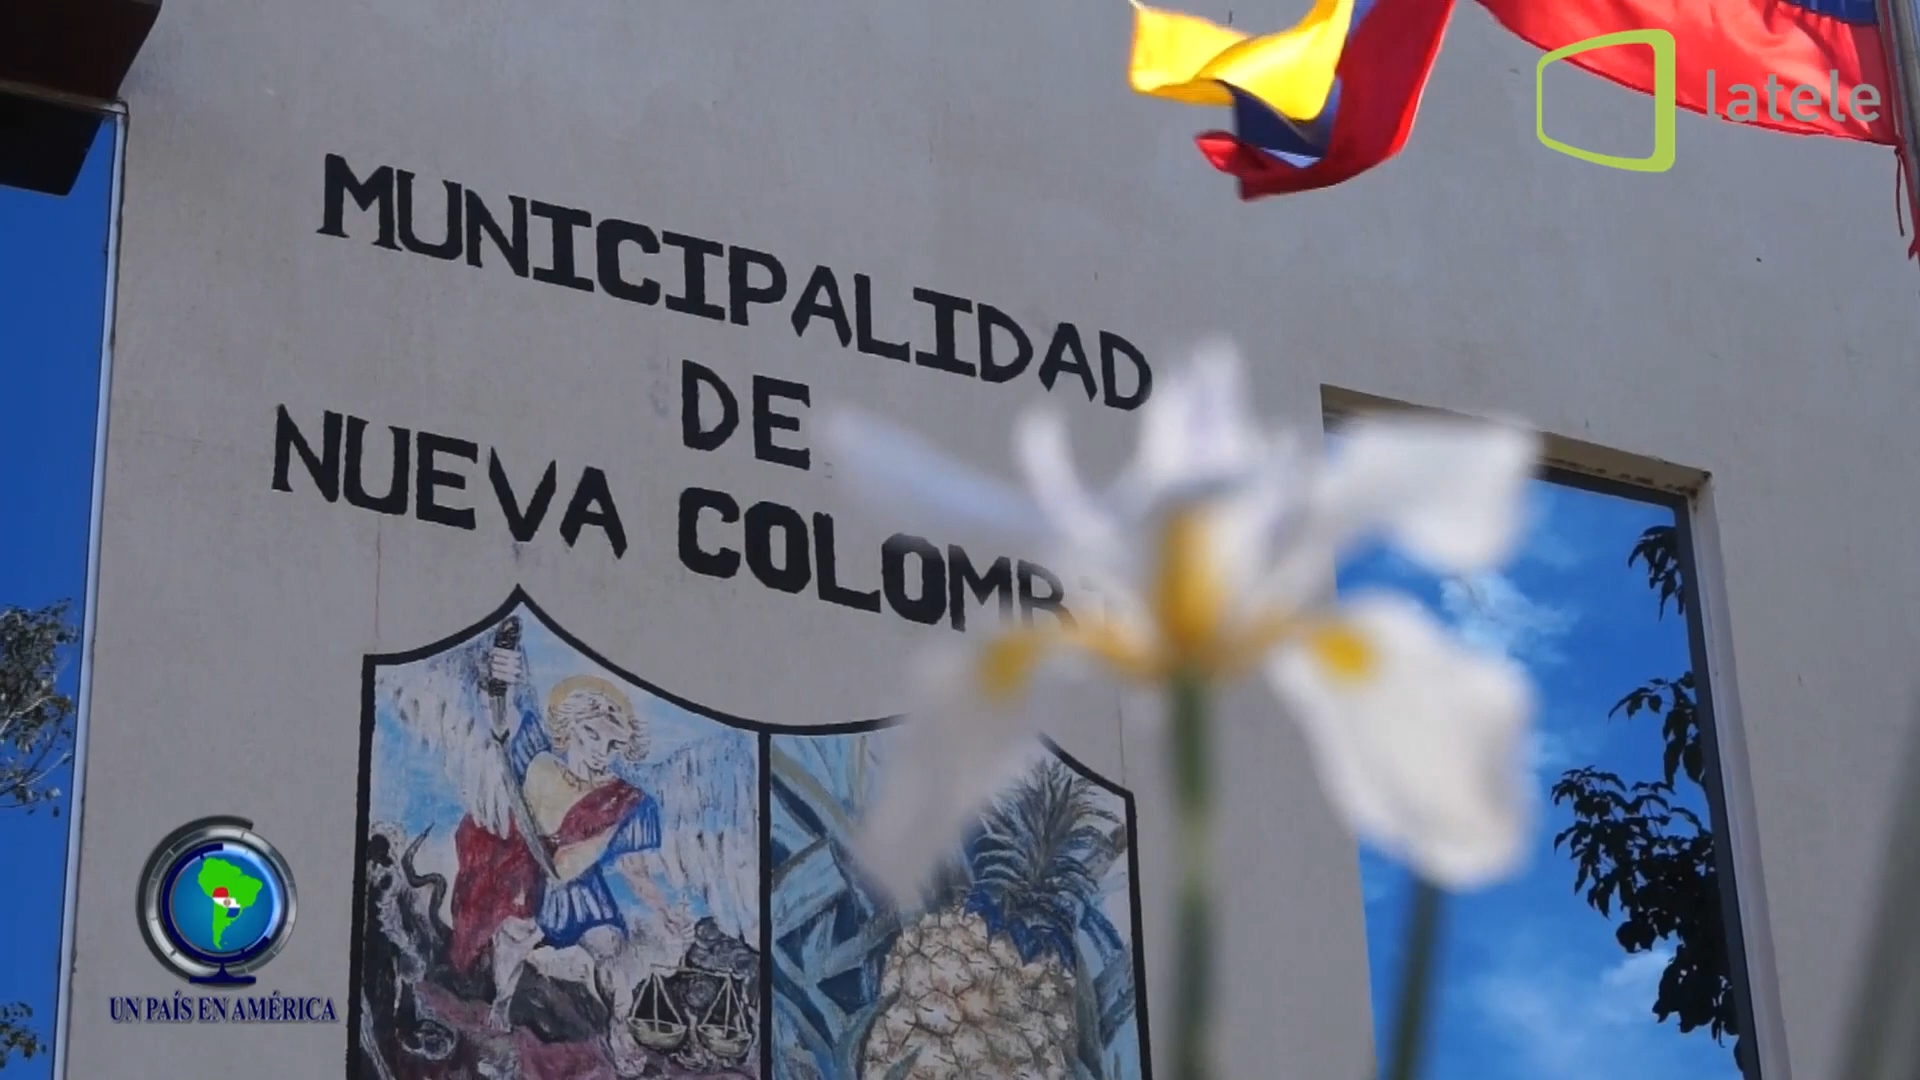 latele
MUNICIPALIDAD
DE
NUEVA
UN PAÍS EN AMÉRICA